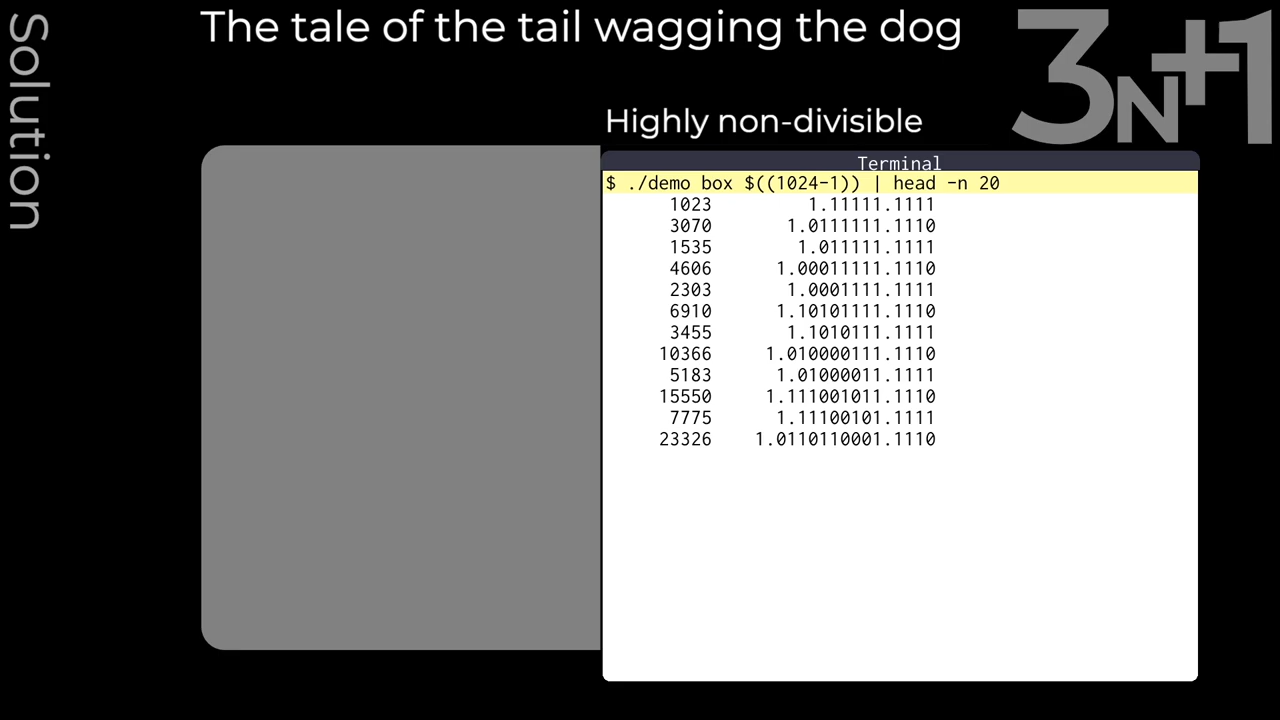 Solution
The tale of the tail wagging the dog
3N+1
Highly non-divisible
Terminal
$ ./demo box $((1024-1)) | head -n 20
1023 1.11111.1111
3070 1.0111111.1110
1535 1.011111.1111
4606 1.00011111.1110
2303 1.0001111.1111
6910 1.10101111.1110
3455 1.1010111.1111
10366 1.010000111.1110
5183 1.01000011.1111
15550 1.111001011.1110
7775 1.11100101.1111
23326 1.0110110001.1110